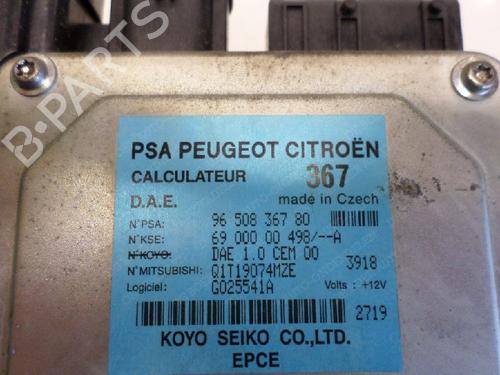 B-PARTS
PSA PEUGEOT CITROËN
CALCULATEUR 367
D.A.E. made in Czech
N°PSA: 96 508 367 80
N°KSE: 69 000 00 498/--A
N°KOYO: DAE 1.0 CEM 00 3918
N°MITSUBISHI: Q1T19074MZE
Logiciel: G025541A Volts : +12V
2719
KOYO SEIKO CO.,LTD.
EPCE